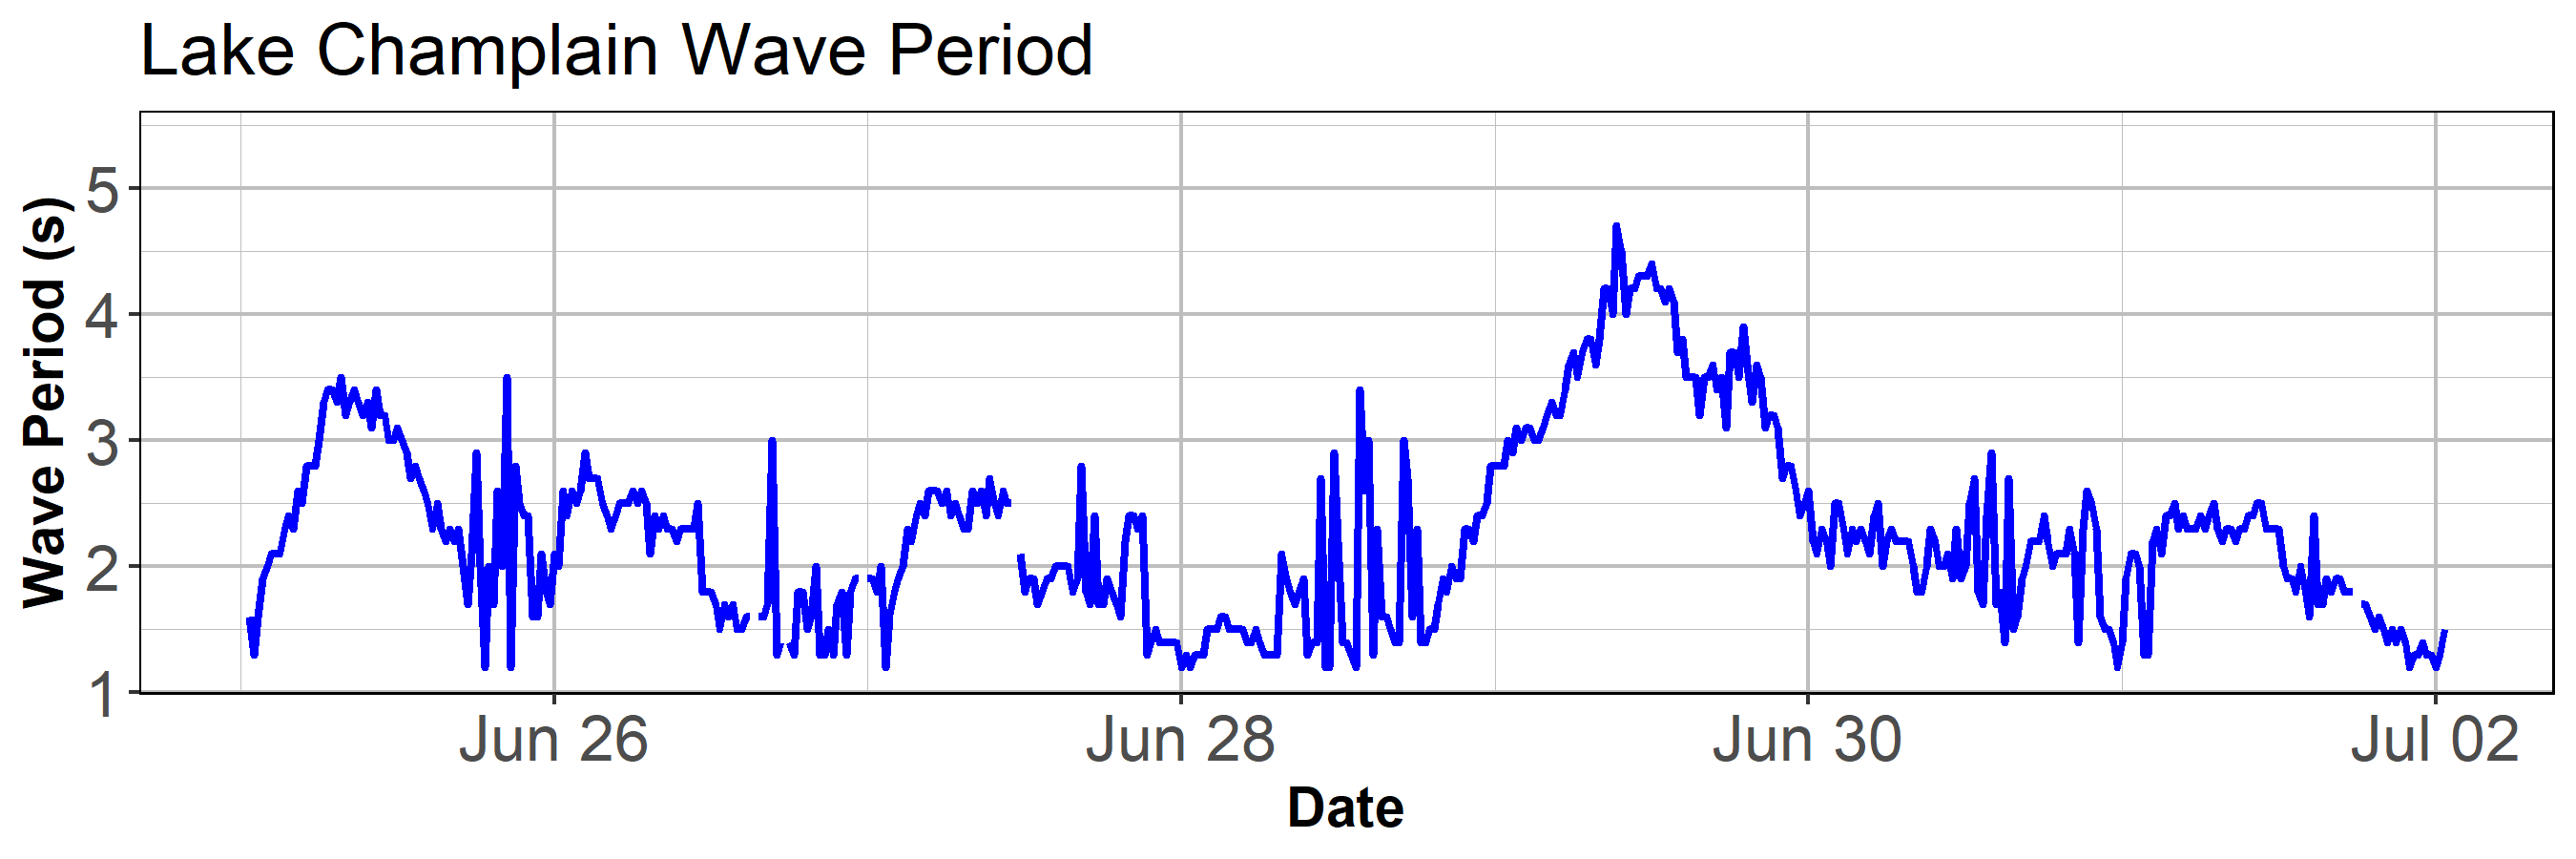 Lake Champlain Wave Period
Wave Period (s)
5
4
3
2
1
Jun 26
Jun 28
Jun 30
Jul 02
Date